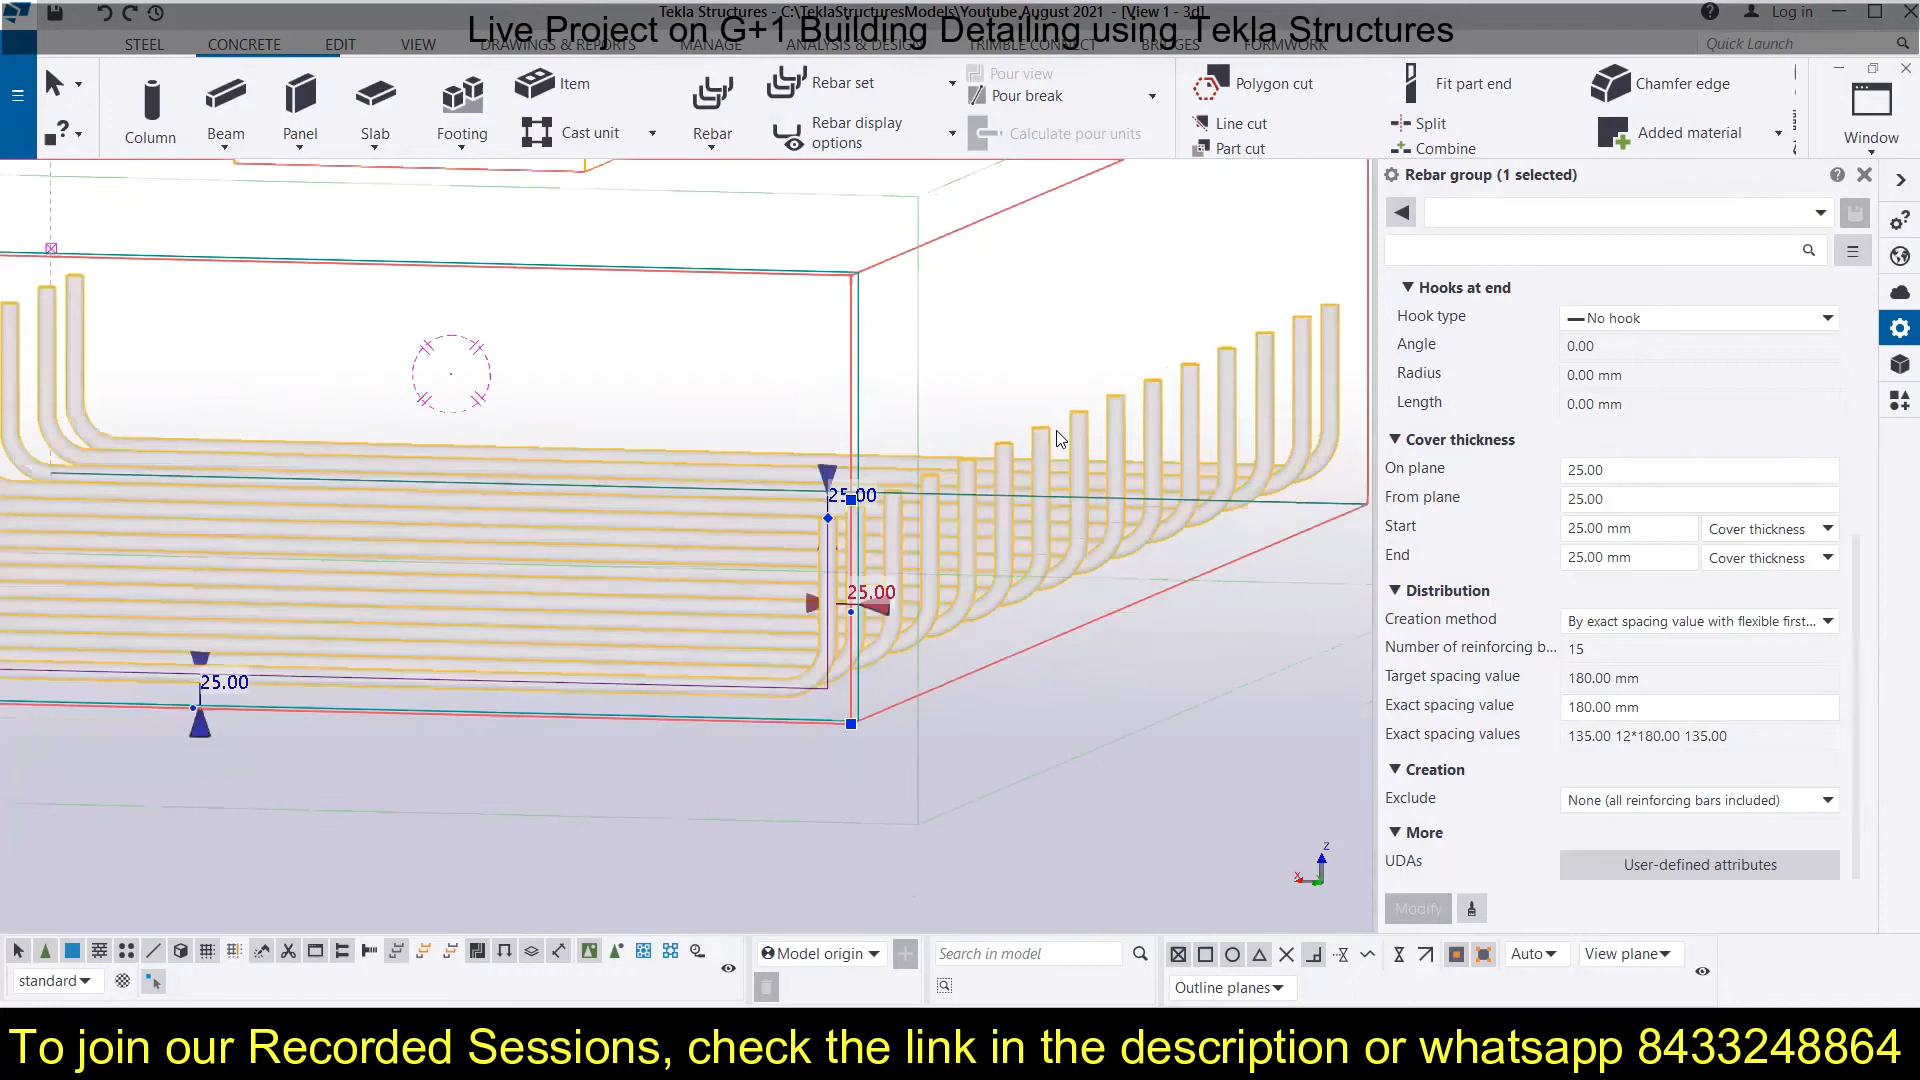 Tekla Structures - C:\TeklaStructuresModels\Youtube August 2021 - [View 1 - 3d]
Live Project on G+1 Building Detailing using Tekla Structures
Log in
STEEL CONCRETE EDIT VIEW DRAWINGS & REPORTS MANAGE ANALYSIS & DESIGN TRIMBLE CONNECT BRIDGES FORMWORK
Quick Launch
Column
Beam
Panel
Slab
Footing
Item
Cast unit
Rebar
Rebar set
Rebar display
options
Pour view
Pour break
Calculate pour units
Polygon cut
Line cut
Part cut
Fit part end
Split
Combine
Chamfer edge
Added material
Window
Rebar group (1 selected)
Hooks at end
Hook type No hook
Angle 0.00
Radius 0.00 mm
Length 0.00 mm
Cover thickness
On plane 25.00
From plane 25.00
Start 25.00 mm Cover thickness
End 25.00 mm Cover thickness
Distribution
Creation method By exact spacing value with flexible first...
Number of reinforcing b... 15
Target spacing value 180.00 mm
Exact spacing value 180.00 mm
Exact spacing values 135.00 12*180.00 135.00
Creation
Exclude None (all reinforcing bars included)
More
UDAs User-defined attributes
Modify
25.00
25.00
25.00
z
x
Model origin
Search in model
Auto
View plane
standard
Outline planes
To join our Recorded Sessions, check the link in the description or whatsapp 8433248864